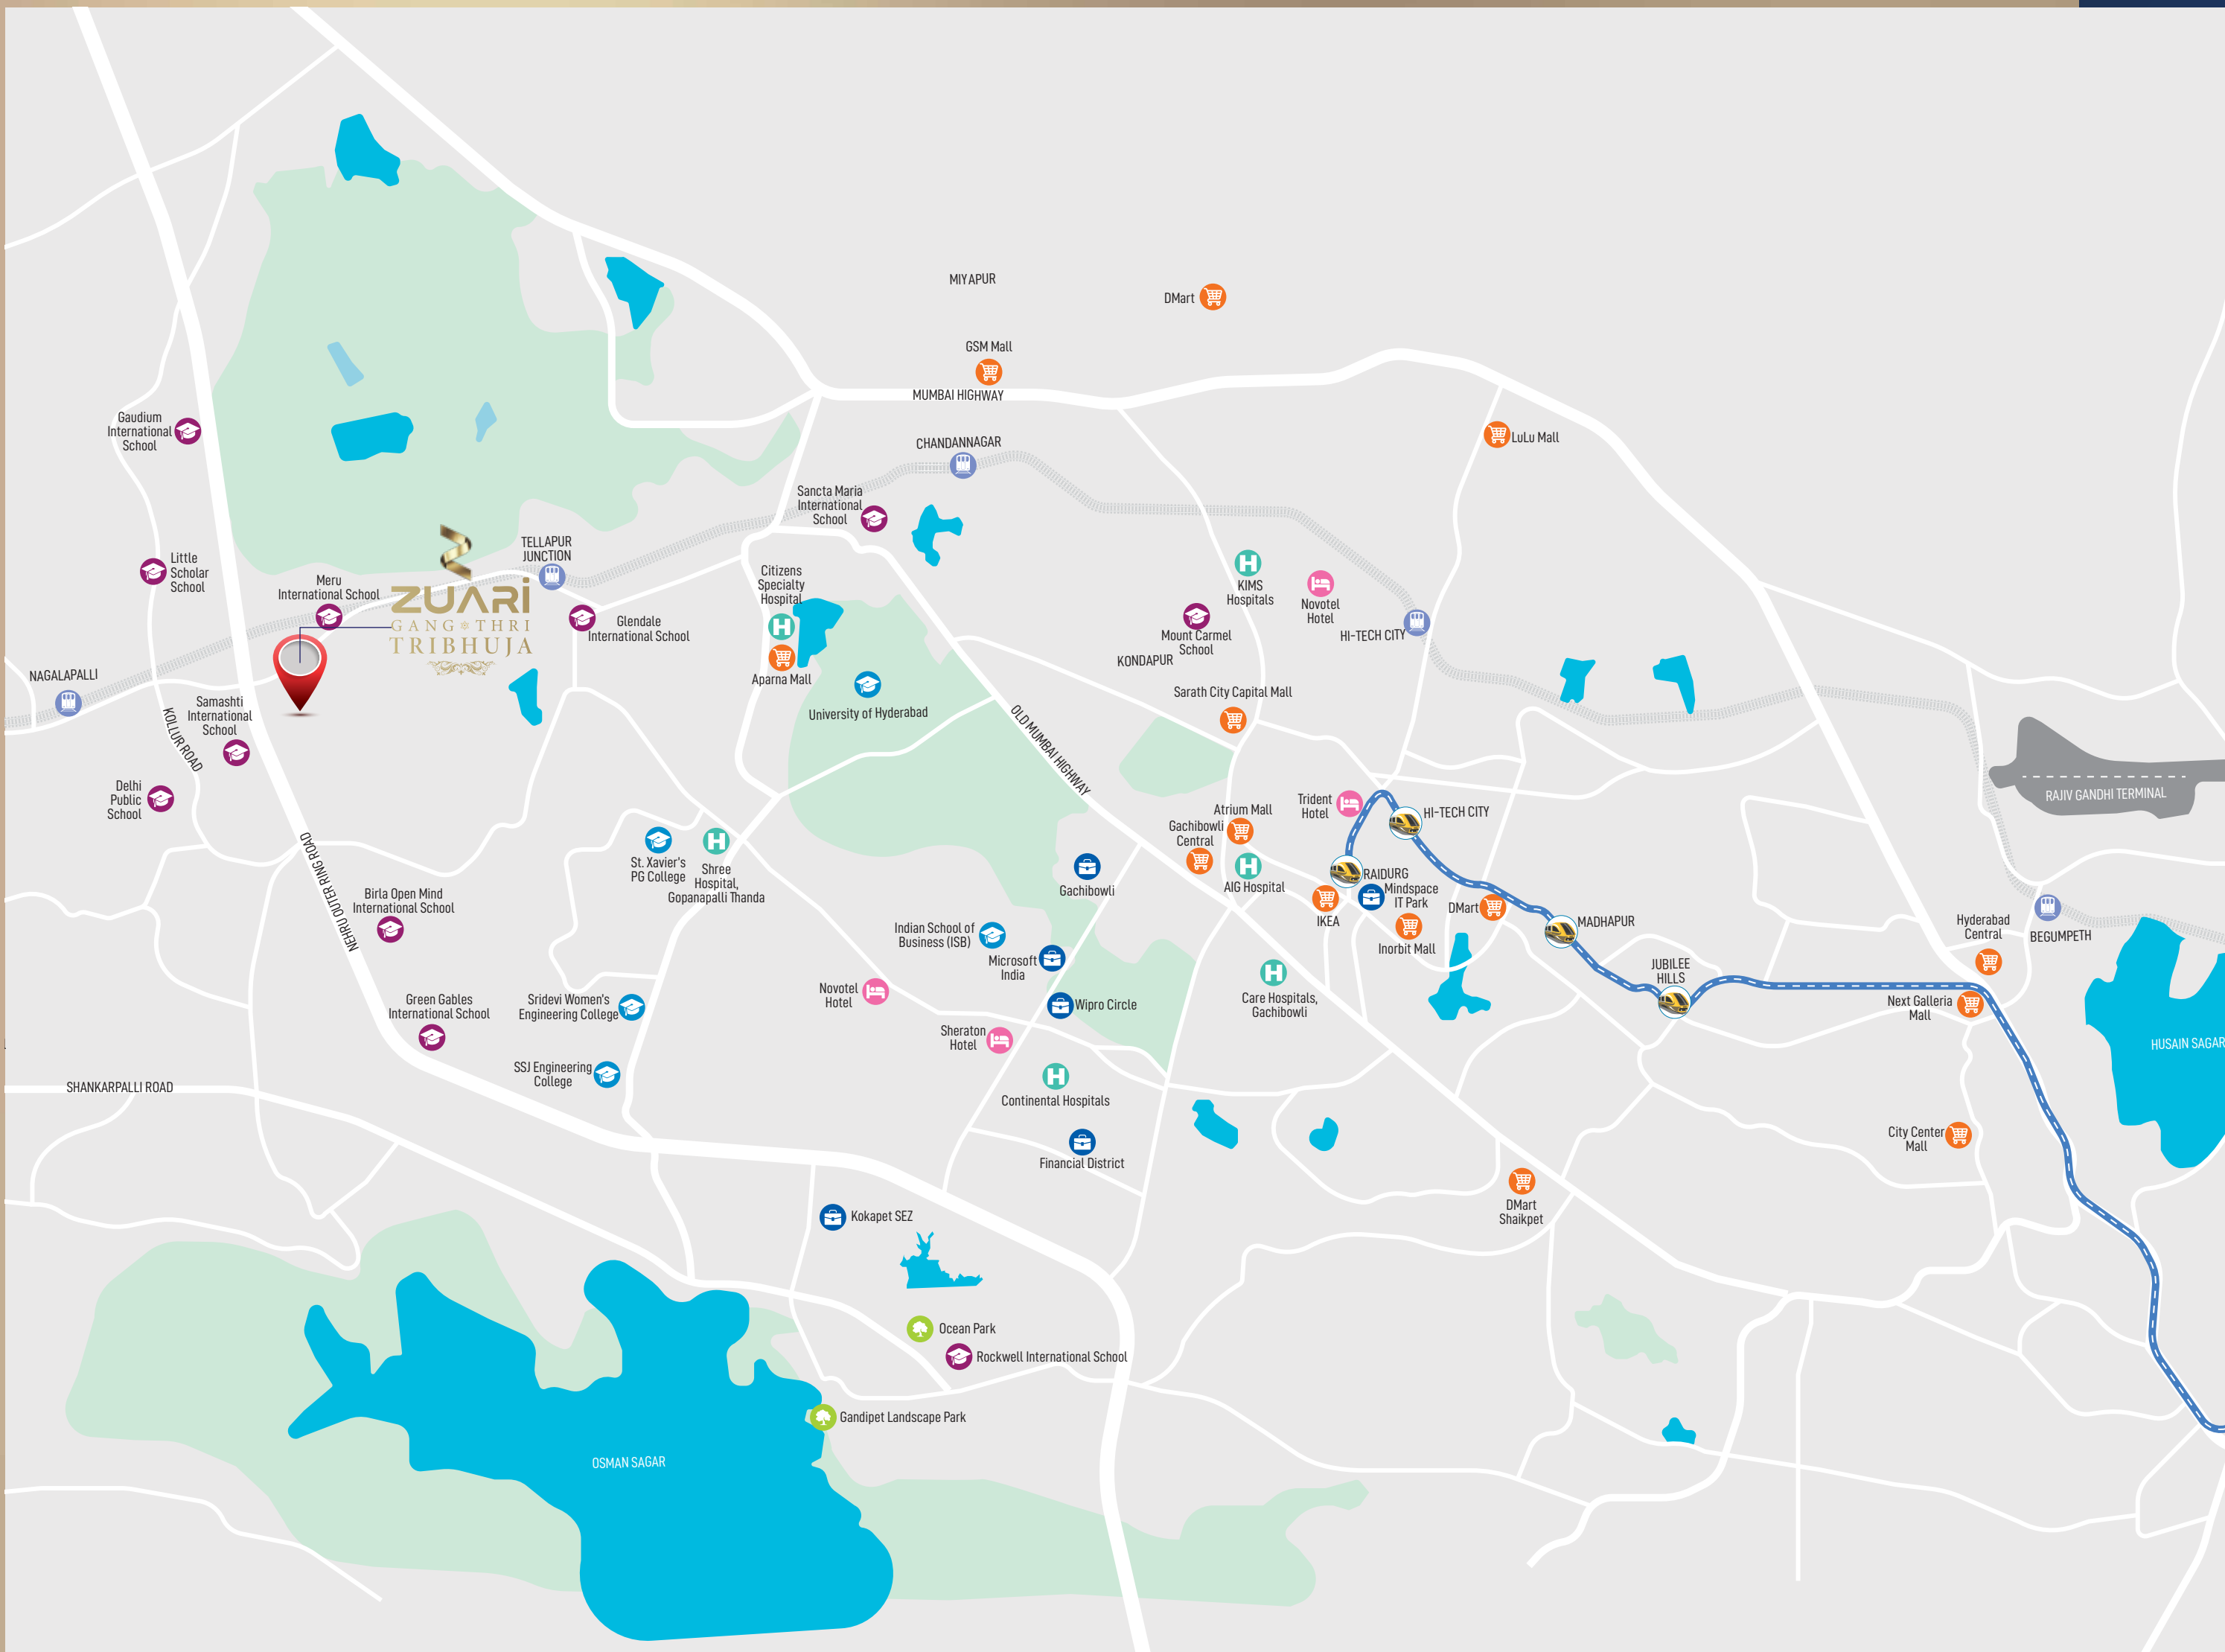 MIYAPUR
DMart
GSM Mall
MUMBAI HIGHWAY
Gaudium
International
School
CHANDANNAGAR
LuLu Mall
Sancta Maria
International
School
Little
Scholar
School
TELLAPUR
JUNCTION
Meru
International School
ZUARI
GANG THRI
TRIBHUJA
Glendale
International School
Citizens
Specialty
Hospital
Aparna Mall
University of Hyderabad
KIMS
Hospitals
Novotel
Hotel
Mount Carmel
School
HI-TECH CITY
KONDAPUR
Sarath City Capital Mall
NAGALAPALLI
KOLLUR ROAD
Samashti
International
School
OLD MUMBAI HIGHWAY
Delhi
Public
School
RAJIV GANDHI TERMINAL
Trident
Hotel
HI-TECH CITY
Atrium Mall
Gachibowli
Central
AIG Hospital
NEHRU OUTER RING ROAD
St. Xavier's
PG College
Shree
Hospital,
Gopanapalli Thanda
Gachibowli
RAIDURG
Mindspace
IT Park
IKEA
Inorbit Mall
DMart
MADHAPUR
Birla Open Mind
International School
Indian School of
Business (ISB)
Microsoft
India
Hyderabad
Central
BEGUMPETH
JUBILEE
HILLS
Green Gables
International School
Sridevi Women's
Engineering College
Novotel
Hotel
Wipro Circle
Care Hospitals,
Gachibowli
Next Galleria
Mall
Sheraton
Hotel
HUSAIN SAGAR
SHANKARPALLI ROAD
SSJ Engineering
College
Continental Hospitals
City Center
Mall
Financial District
DMart
Shaikpet
Kokapet SEZ
Ocean Park
Rockwell International School
Gandipet Landscape Park
OSMAN SAGAR